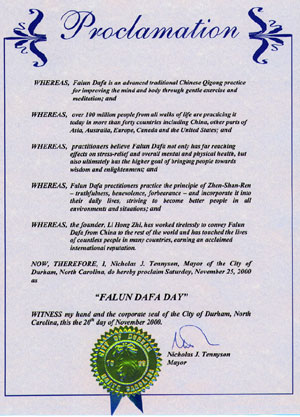 Proclamation
WHEREAS, Falun Dafa is an advanced traditional Chinese Qigong practice
for improving the mind and body through gentle exercise and
meditation; and
WHEREAS, over 100 million people from all walks of life are practicing it
today in more than forty countries including China, other parts of
Asia, Australia, Europe, Canada and the United States; and
WHEREAS, practitioners believe Falun Dafa not only has far reaching
effects on stress-relief and overall mental and physical health, but
also ultimately has the higher goal of bringing people towards
wisdom and enlightenment; and
WHEREAS, Falun Dafa practitioners practice the principle of Zhen-Shan-Ren
– truthfulness, benevolence, forbearance – and incorporate it into
their daily lives, striving to become better people in all
environments and situations; and
WHEREAS, the founder, Li Hong Zhi, has worked tirelessly to convey Falun
Dafa from China to the rest of the world and has touched the lives
of countless people in many countries, earning an acclaimed
international reputation.
NOW, THEREFORE, I, Nicholas J. Tennyson, Mayor of the City of
Durham, North Carolina, do hereby proclaim Saturday, November 25, 2000
as
"FALUN DAFA DAY"
WITNESS my hand and the corporate seal of the City of Durham, North
Carolina, this the 20th day of November 2000.
Nicholas J. Tennyson
Mayor